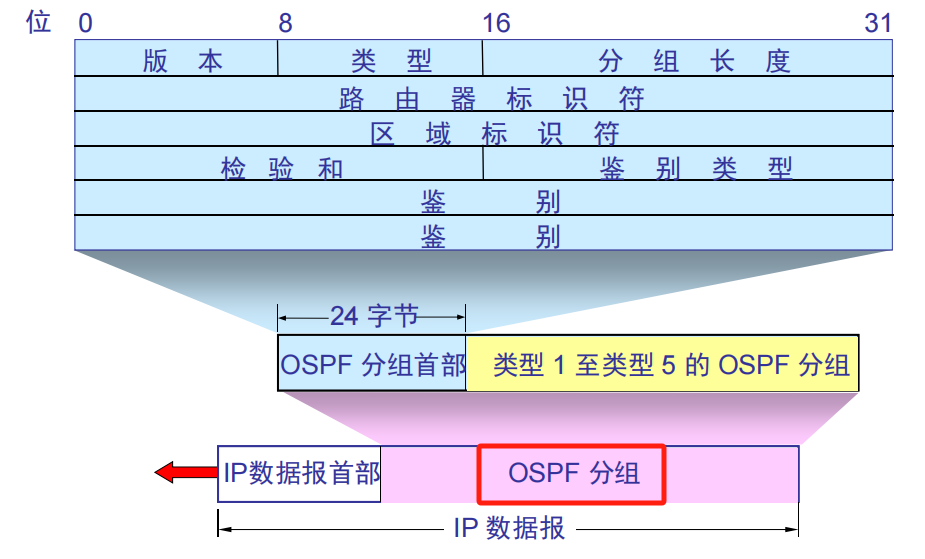 位 0 8 16 31
版 本 类 型 分 组 长 度
路 由 器 标 识 符
区 域 标 识 符
检 验 和 鉴 别 类 型
鉴 别
鉴 别
24 字节
OSPF 分组首部 类型 1 至类型 5 的 OSPF 分组
IP数据报首部 OSPF 分组
IP 数据报